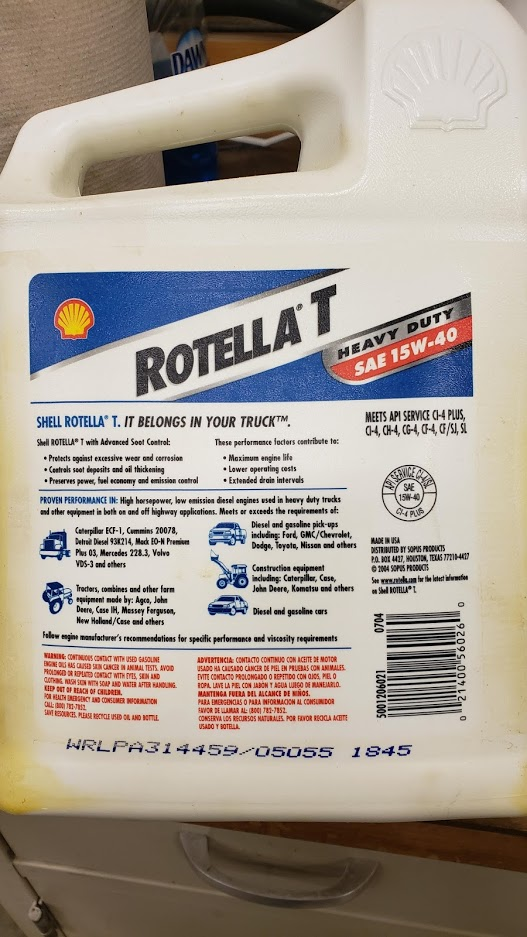 DAW
ROTELLA® T
HEAVY DUTY
SAE 15W-40
SHELL ROTELLA® T. IT BELONGS IN YOUR TRUCK™.
Shell ROTELLA® T with Advanced Soot Control:
• Protects against excessive wear and corrosion
• Controls soot deposits and oil thickening
• Preserves power, fuel economy and emission control
These performance factors contribute to:
• Maximum engine life
• Lower operating costs
• Extended drain intervals
MEETS API SERVICE CI-4 PLUS,
CI-4, CH-4, CG-4, CF-4, CF/SJ, SL
API SERVICE CI-4/SL
SAE
15W-40
CI-4 PLUS
PROVEN PERFORMANCE IN: High horsepower, low emission diesel engines used in heavy duty trucks
and other equipment in both on and off highway applications. Meets or exceeds the requirements of:
Caterpillar ECF-1, Cummins 20078,
Detroit Diesel 93K214, Mack EO-N Premium
Plus 03, Mercedes 228.3, Volvo
VDS-3 and others
Tractors, combines and other farm
equipment made by: Agco, John
Deere, Case IH, Massey Ferguson,
New Holland/Case and others
Diesel and gasoline pick-ups
including: Ford, GMC/Chevrolet,
Dodge, Toyota, Nissan and others
Construction equipment
including: Caterpillar, Case,
John Deere, Komatsu and others
Diesel and gasoline cars
Follow engine manufacturer's recommendations for specific performance and viscosity requirements
MADE IN USA
DISTRIBUTED BY SOPUS PRODUCTS
P.O. BOX 4427, HOUSTON, TEXAS 77210-4427
© 2004 SOPUS PRODUCTS
See www.rotella.com for the latest information
on Shell ROTELLA® T.
WARNING: CONTINUOUS CONTACT WITH USED GASOLINE
ENGINE OILS HAS CAUSED SKIN CANCER IN ANIMAL TESTS. AVOID
PROLONGED OR REPEATED CONTACT WITH EYES, SKIN AND
CLOTHING. WASH SKIN WITH SOAP AND WATER AFTER HANDLING.
KEEP OUT OF REACH OF CHILDREN.
FOR HEALTH EMERGENCY AND CONSUMER INFORMATION
CALL: (800) 782-7852.
SAVE RESOURCES. PLEASE RECYCLE USED OIL AND BOTTLE.
ADVERTENCIA: CONTACTO CONTINUO CON ACEITE DE MOTOR
USADO HA CAUSADO CÁNCER DE PIEL EN PRUEBAS CON ANIMALES.
EVITE CONTACTO PROLONGADO O REPETIDO CON OJOS, PIEL O
ROPA. LAVE LA PIEL CON JABON Y AGUA LUEGO DE MANEJARLO.
MANTENGA FUERA DEL ALCANCE DE NIÑOS.
PARA EMERGENCIAS O PARA INFORMACION AL CONSUMIDOR
FAVOR DE LLAMAR AL: (800) 782-7852.
CONSERVA LOS RECURSOS NATURALES. POR FAVOR RECICLA ACEITE
USADO Y BOTELLA.
0704
5001206021
0 21400 56026 0
WRLPA314459/05055 1845